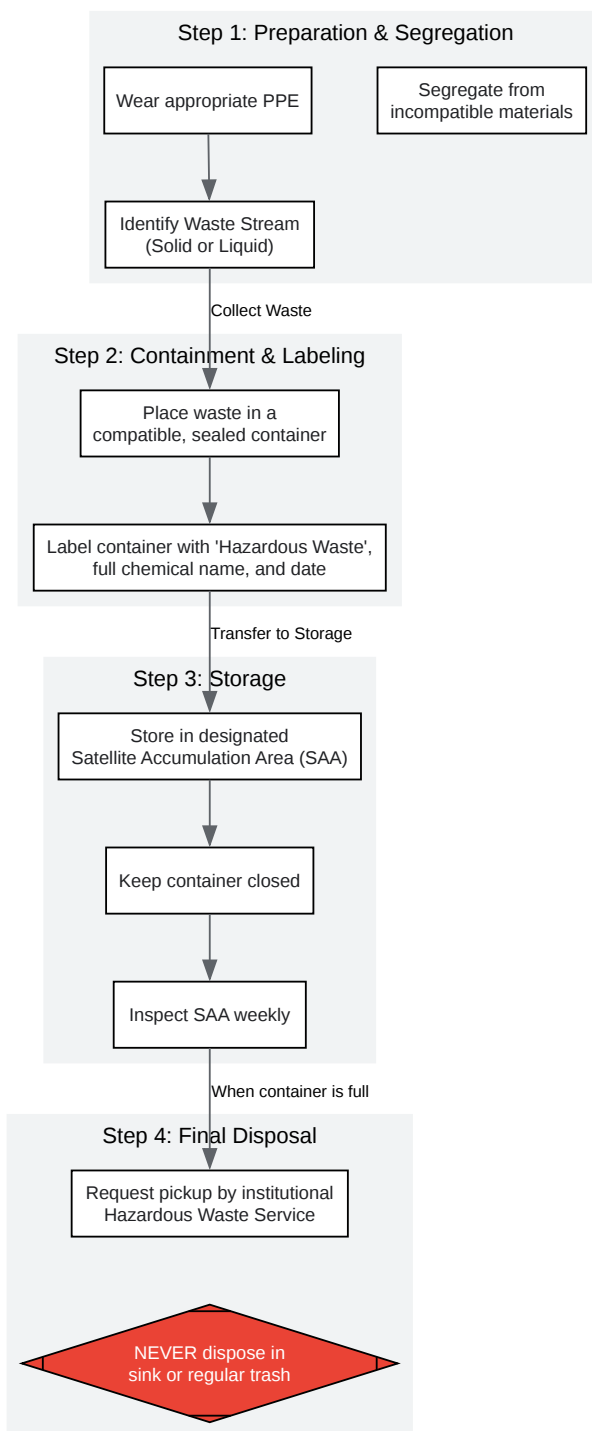 Step 1: Preparation & Segregation
Wear appropriate PPE
Segregate from
incompatible materials
Identify Waste Stream
(Solid or Liquid)
Collect Waste
Step 2: Containment & Labeling
Place waste in a
compatible, sealed container
Label container with 'Hazardous Waste',
full chemical name, and date
Transfer to Storage
Step 3: Storage
Store in designated
Satellite Accumulation Area (SAA)
Keep container closed
Inspect SAA weekly
When container is full
Step 4: Final Disposal
Request pickup by institutional
Hazardous Waste Service
NEVER dispose in
sink or regular trash